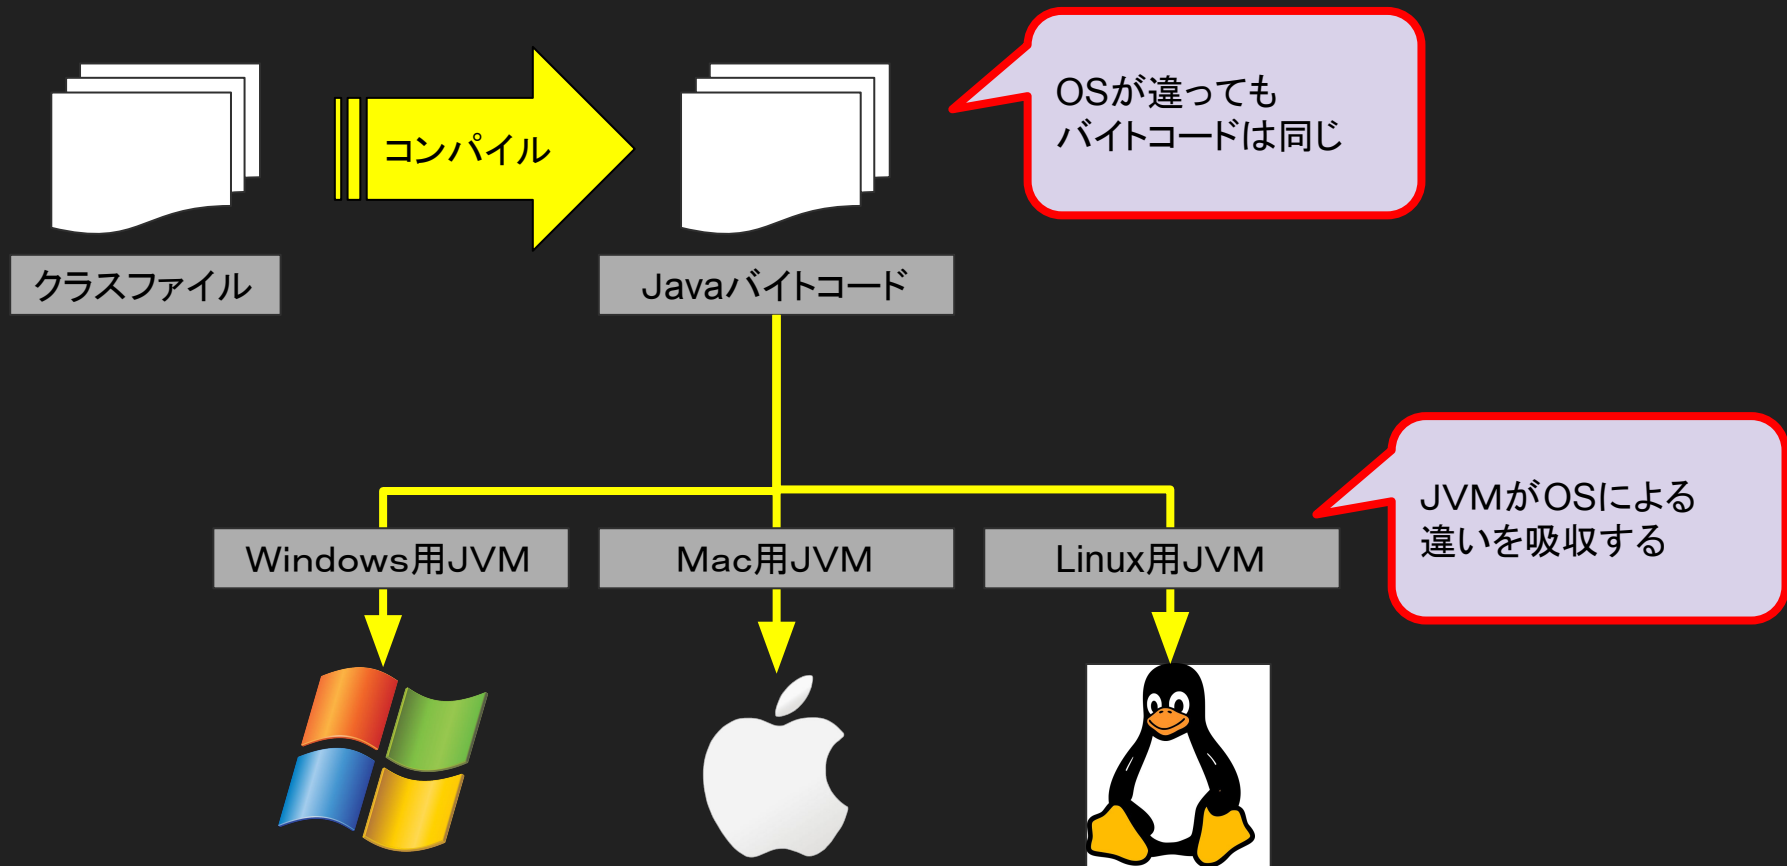 コンパイル
OSが違っても
バイトコードは同じ
クラスファイル
Javaバイトコード
JVMがOSによる
違いを吸収する
Windows用JVM
Mac用JVM
Linux用JVM